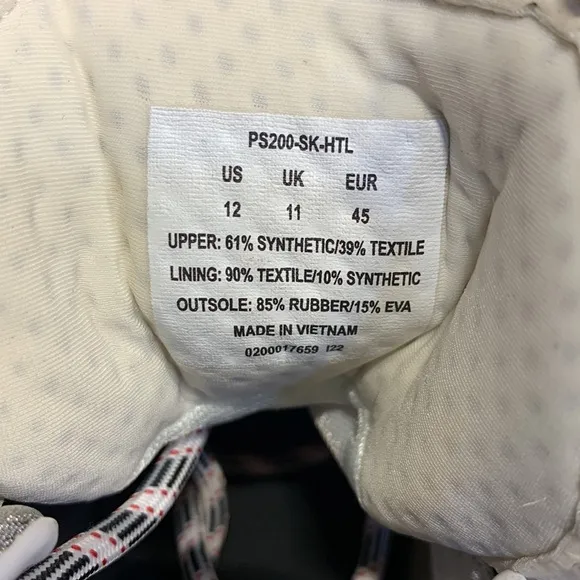 PS200-SK-HTL
US UK EUR
12 11 45
UPPER: 61% SYNTHETIC/39% TEXTILE
LINING: 90% TEXTILE/10% SYNTHETIC
OUTSOLE: 85% RUBBER/15% EVA
MADE IN VIETNAM
0200017659 I22